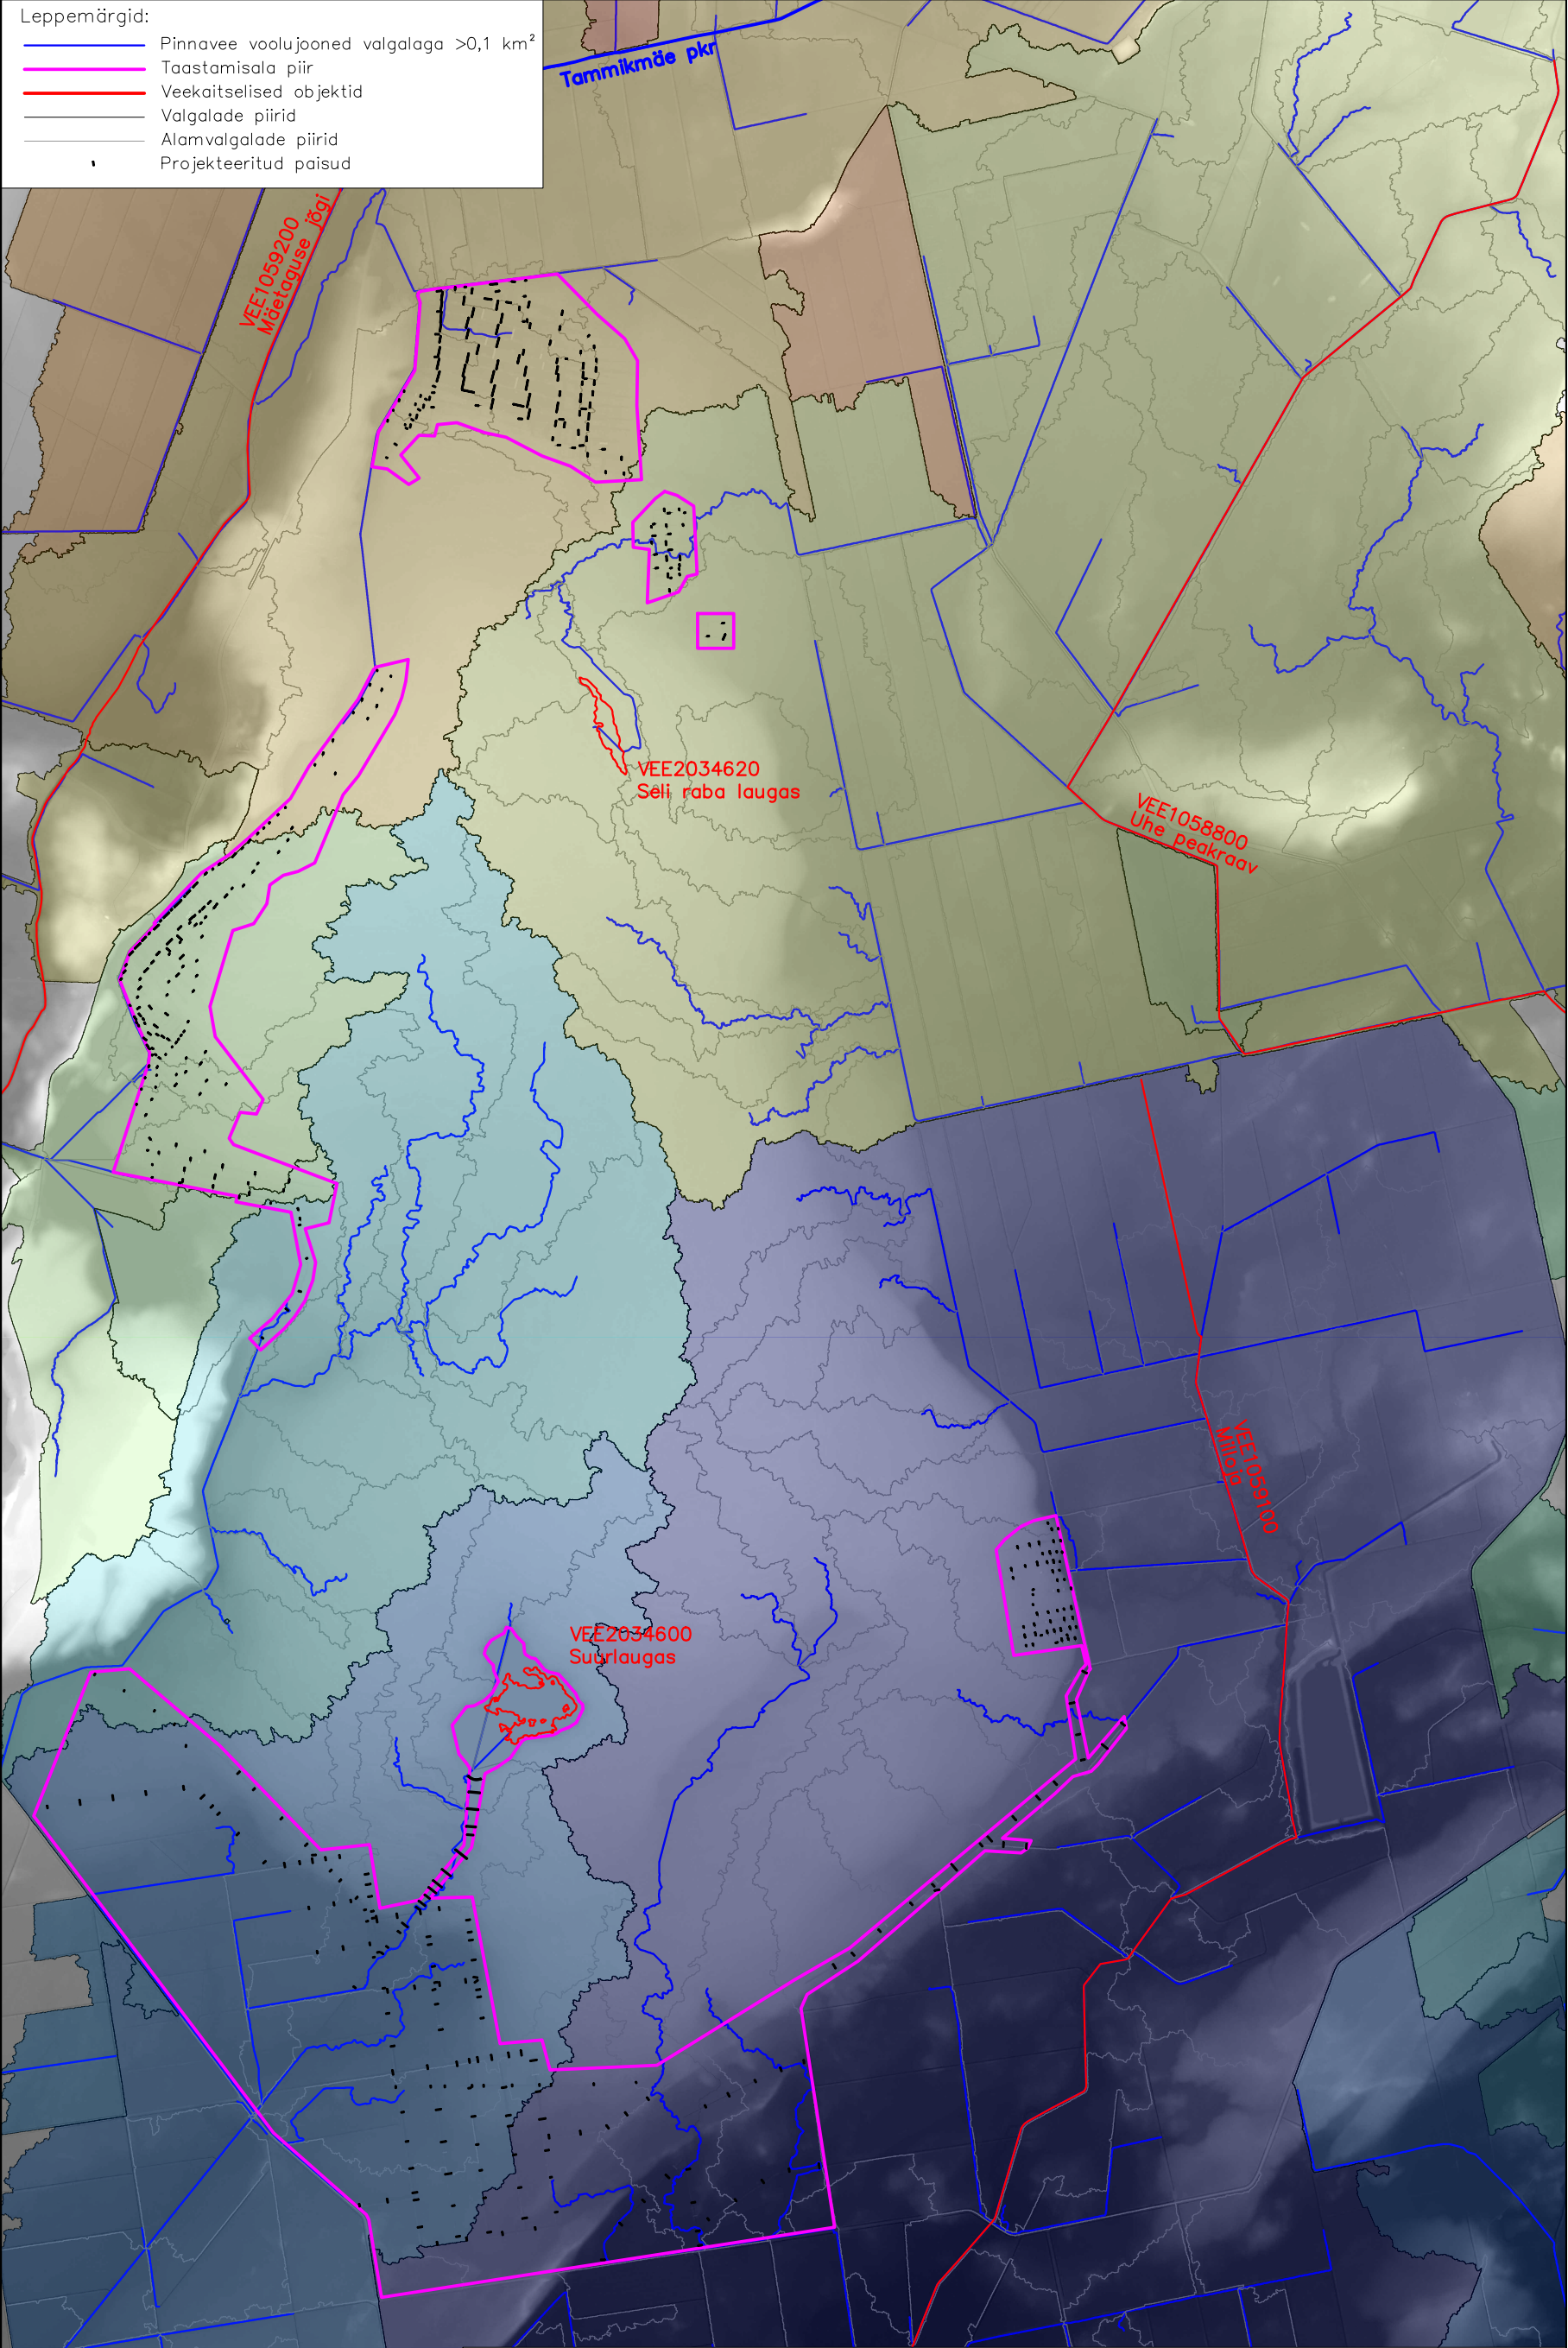 Leppemärgid:
Pinnavee voolujooned valgalaga >0,1 km²
Taastamisala piir
Veekaitselised objektid
Valgalade piirid
Alamvalgalade piirid
Projekteeritud paisud
Tammikmäe pkr
VEE1059200
Mäetaguse jõgi
VEE2034620
Seli raba laugas
VEE1058800
Uhe peakraav
VEE1059100
Milloja
VEE2034600
Suurlaugas